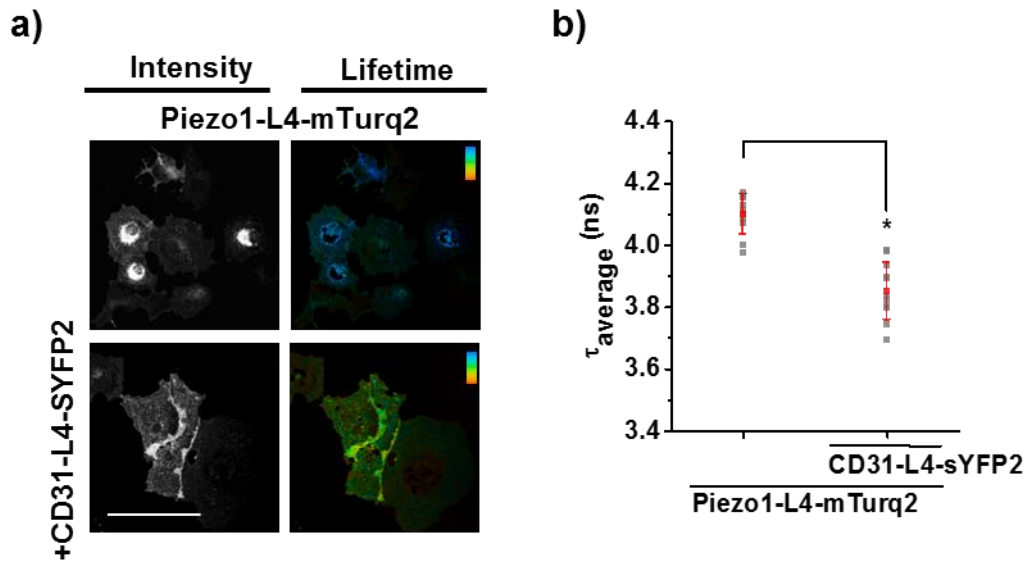 a)
Intensity
Lifetime
Piezo1-L4-mTurq2
+CD31-L4-SYFP2
b)
4.4
4.2
4.0
3.8
3.6
3.4
τaverage (ns)
*
CD31-L4-sYFP2
Piezo1-L4-mTurq2